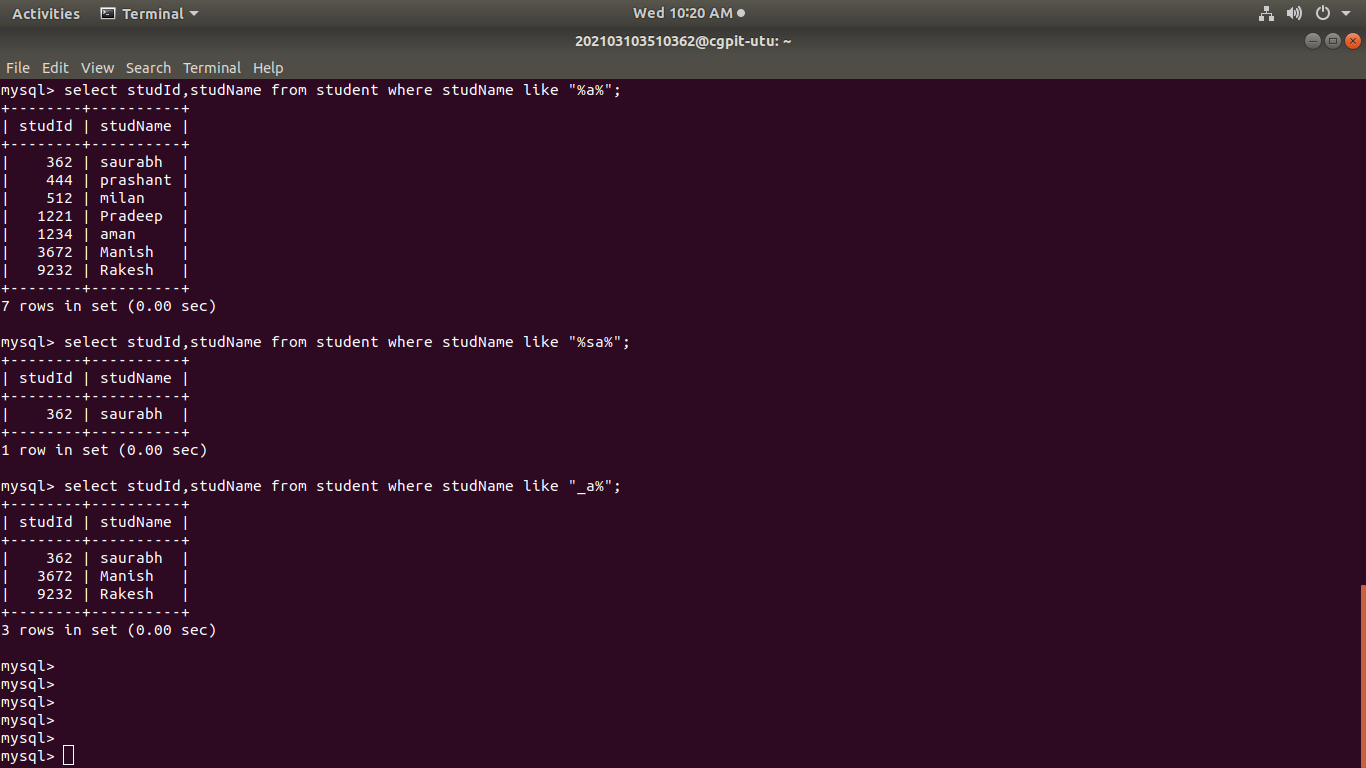 Activities Terminal Wed 10:20 AM
202103103510362@cgpit-utu: ~
File Edit View Search Terminal Help
mysql> select studId,studName from student where studName like "%a%";
+--------+----------+
| studId | studName |
+--------+----------+
|    362 | saurabh  |
|    444 | prashant |
|    512 | milan    |
|   1221 | Pradeep  |
|   1234 | aman     |
|   3672 | Manish   |
|   9232 | Rakesh   |
+--------+----------+
7 rows in set (0.00 sec)
mysql> select studId,studName from student where studName like "%sa%";
+--------+----------+
| studId | studName |
+--------+----------+
|    362 | saurabh  |
+--------+----------+
1 row in set (0.00 sec)
mysql> select studId,studName from student where studName like "_a%";
+--------+----------+
| studId | studName |
+--------+----------+
|    362 | saurabh  |
|   3672 | Manish   |
|   9232 | Rakesh   |
+--------+----------+
3 rows in set (0.00 sec)
mysql>
mysql>
mysql>
mysql>
mysql>
mysql>